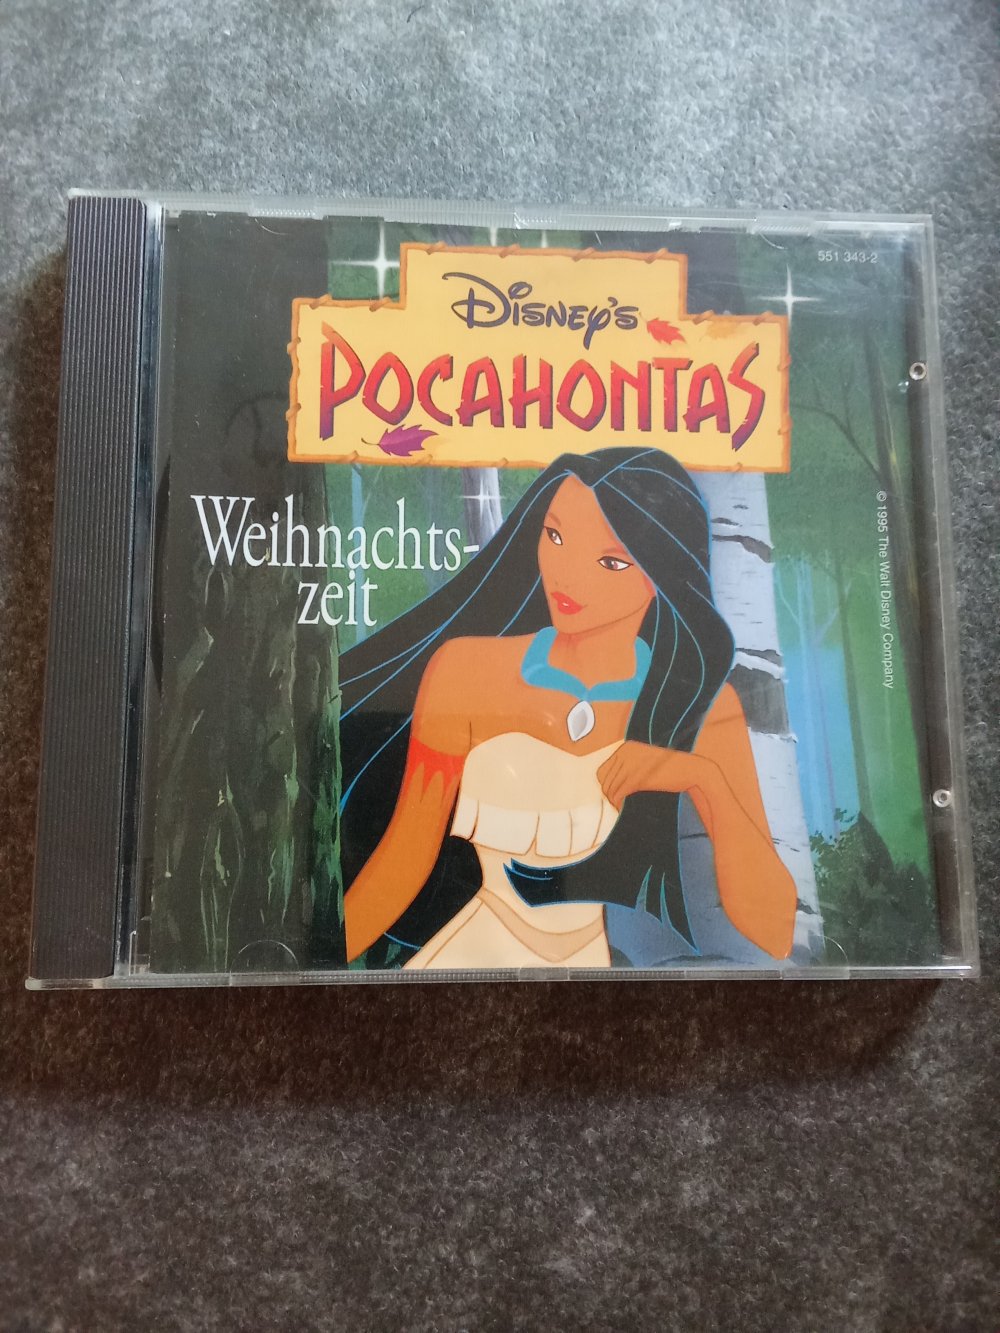 551 343-2
DISNEY'S
POCAHONTAS
Weihnachts-
zeit
© 1995 The Walt Disney Company